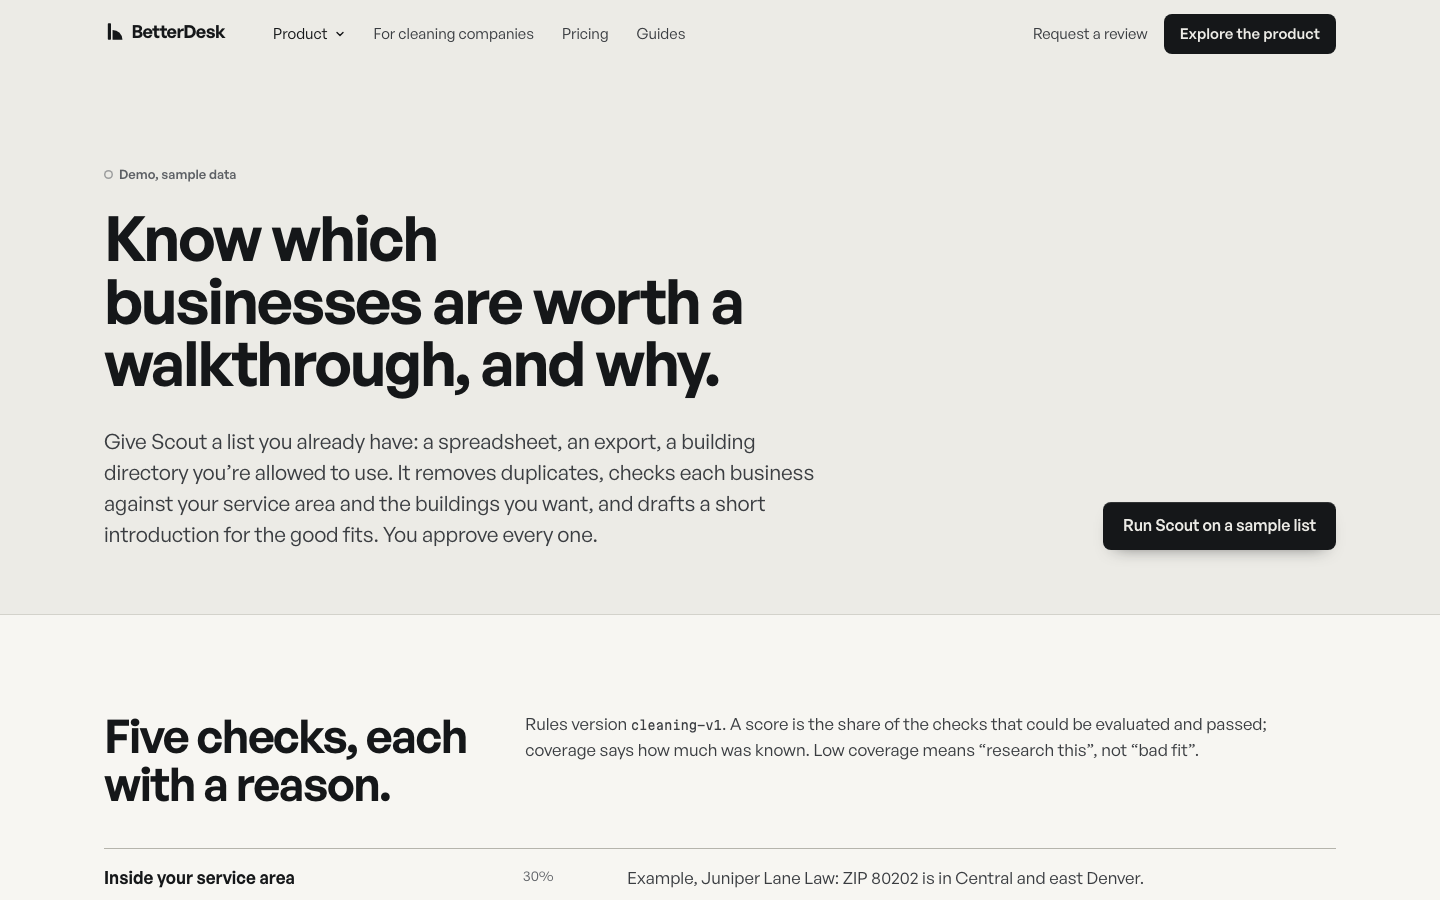 BetterDesk
Product
For cleaning companies
Pricing
Guides
Request a review
Explore the product
Demo, sample data
Know which
businesses are worth a
walkthrough, and why.
Give Scout a list you already have: a spreadsheet, an export, a building
directory you’re allowed to use. It removes duplicates, checks each business
against your service area and the buildings you want, and drafts a short
introduction for the good fits. You approve every one.
Run Scout on a sample list
Five checks, each
with a reason.
Rules version cleaning-v1. A score is the share of the checks that could be evaluated and passed;
coverage says how much was known. Low coverage means “research this”, not “bad fit”.
Inside your service area
30%
Example, Juniper Lane Law: ZIP 80202 is in Central and east Denver.